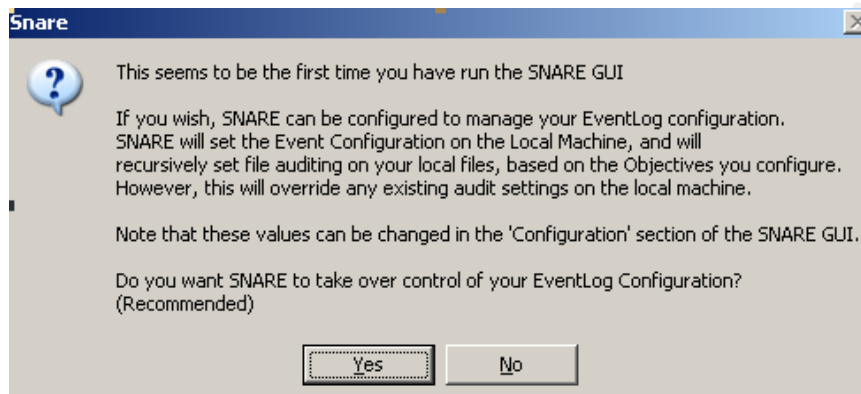 Snare
This seems to be the first time you have run the SNARE GUI
If you wish, SNARE can be configured to manage your EventLog configuration.
SNARE will set the Event Configuration on the Local Machine, and will
recursively set file auditing on your local files, based on the Objectives you configure.
However, this will override any existing audit settings on the local machine.
Note that these values can be changed in the 'Configuration' section of the SNARE GUI.
Do you want SNARE to take over control of your EventLog Configuration?
(Recommended)
Yes
No